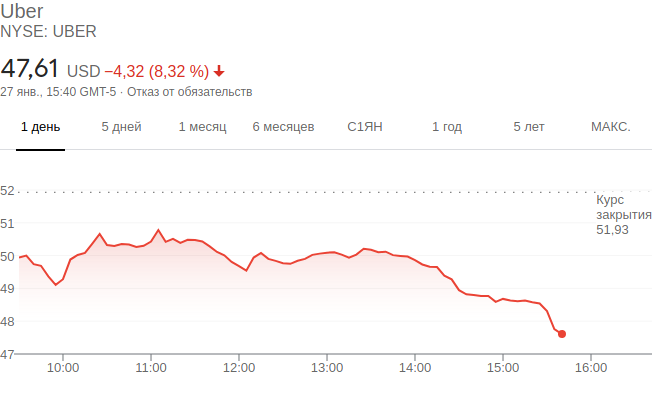 Uber
NYSE: UBER
47,61 USD −4,32 (8,32 %)
27 янв., 15:40 GMT-5 · Отказ от обязательств
1 день 5 дней 1 месяц 6 месяцев С1ЯН 1 год 5 лет МАКС.
52
Курс
закрытия
51,93
51
50
49
48
47
10:00 11:00 12:00 13:00 14:00 15:00 16:00